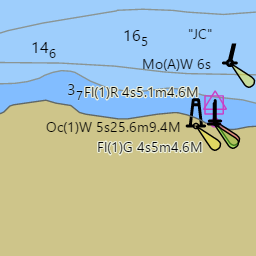 "JC"
16₅
14₆
Mo(A)W 6s
3₇
Fl(1)R 4s5.1m4.6M
Oc(1)W 5s25.6m9.4M
Fl(1)G 4s5m4.6M